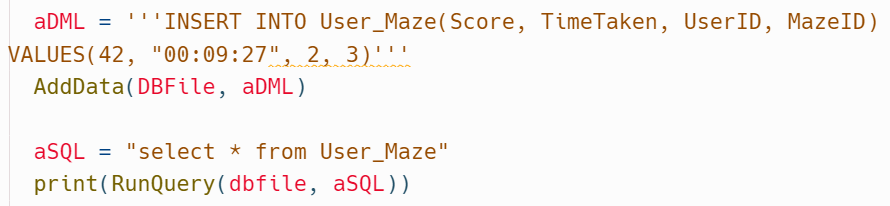 aDML = '''INSERT INTO User_Maze(Score, TimeTaken, UserID, MazeID)
VALUES(42, "00:09:27", 2, 3)'''
AddData(DBFile, aDML)
aSQL = "select * from User_Maze"
print(RunQuery(dbfile, aSQL))